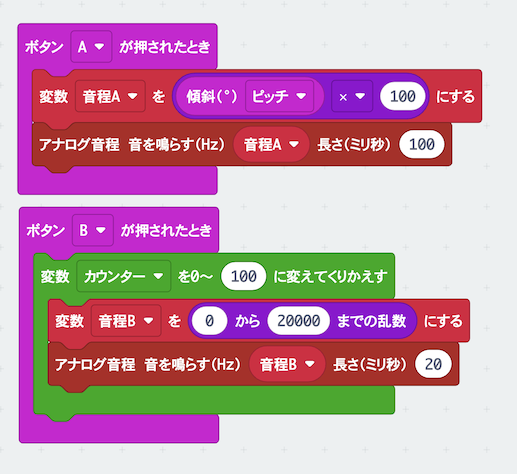 ボタン A が押されたとき
変数 音程A を 傾斜(°) ピッチ × 100 にする
アナログ音程 音を鳴らす(Hz) 音程A 長さ(ミリ秒) 100
ボタン B が押されたとき
変数 カウンター を0～ 100 に変えてくりかえす
変数 音程B を 0 から 20000 までの乱数 にする
アナログ音程 音を鳴らす(Hz) 音程B 長さ(ミリ秒) 20